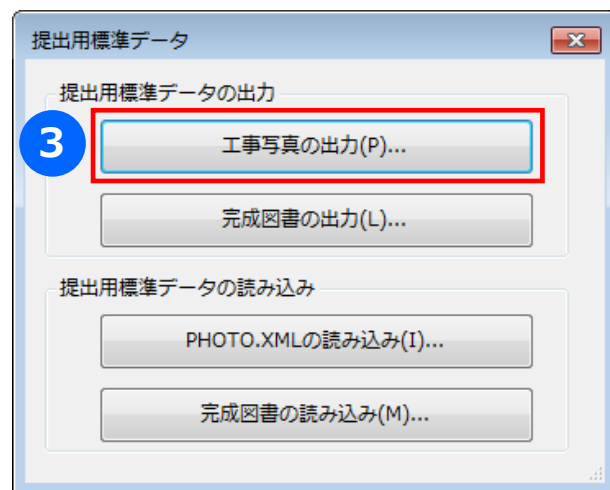 提出用標準データ
提出用標準データの出力
3
工事写真の出力(P)...
完成図書の出力(L)...
提出用標準データの読み込み
PHOTO.XMLの読み込み(I)...
完成図書の読み込み(M)...